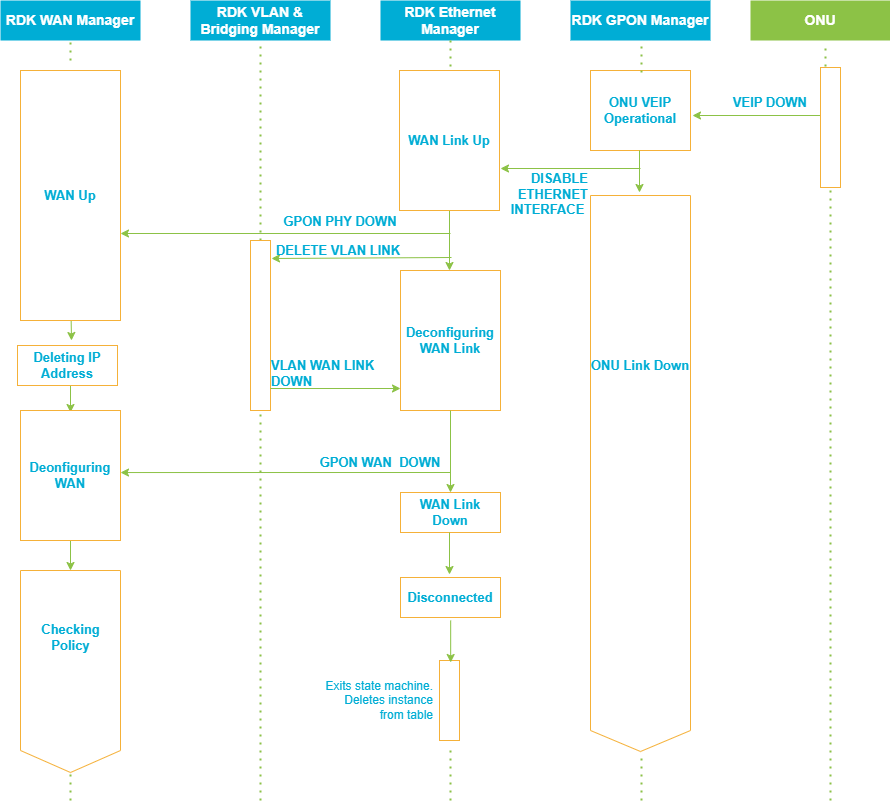 RDK WAN Manager
RDK VLAN &
Bridging Manager
RDK Ethernet
Manager
RDK GPON Manager
ONU
ONU VEIP
Operational
VEIP DOWN
WAN Link Up
DISABLE
ETHERNET
INTERFACE
WAN Up
GPON PHY DOWN
DELETE VLAN LINK
Deconfiguring
WAN Link
Deleting IP
Address
VLAN WAN LINK
DOWN
ONU Link Down
Deonfiguring
WAN
GPON WAN  DOWN
WAN Link
Down
Disconnected
Checking
Policy
Exits state machine.
Deletes instance
from table